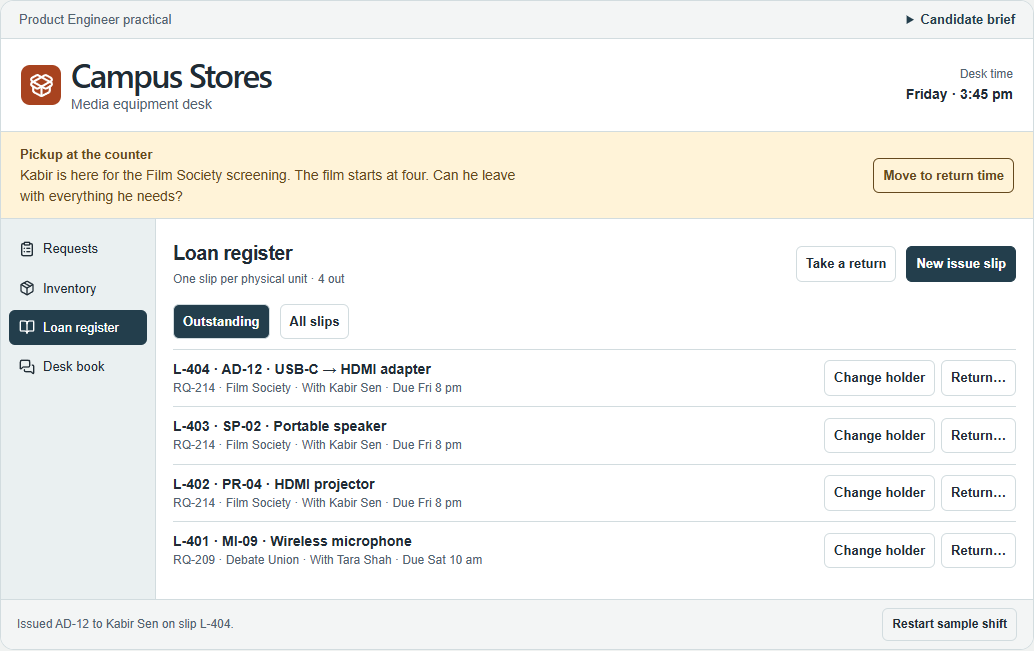 Product Engineer practical
▶ Candidate brief
Campus Stores
Media equipment desk
Desk time
Friday · 3:45 pm
Pickup at the counter
Kabir is here for the Film Society screening. The film starts at four. Can he leave
with everything he needs?
Move to return time
Requests
Inventory
Loan register
Desk book
Loan register
One slip per physical unit · 4 out
Take a return
New issue slip
Outstanding
All slips
L-404 · AD-12 · USB-C → HDMI adapter
RQ-214 · Film Society · With Kabir Sen · Due Fri 8 pm
Change holder
Return…
L-403 · SP-02 · Portable speaker
RQ-214 · Film Society · With Kabir Sen · Due Fri 8 pm
Change holder
Return…
L-402 · PR-04 · HDMI projector
RQ-214 · Film Society · With Kabir Sen · Due Fri 8 pm
Change holder
Return…
L-401 · MI-09 · Wireless microphone
RQ-209 · Debate Union · With Tara Shah · Due Sat 10 am
Change holder
Return…
Issued AD-12 to Kabir Sen on slip L-404.
Restart sample shift